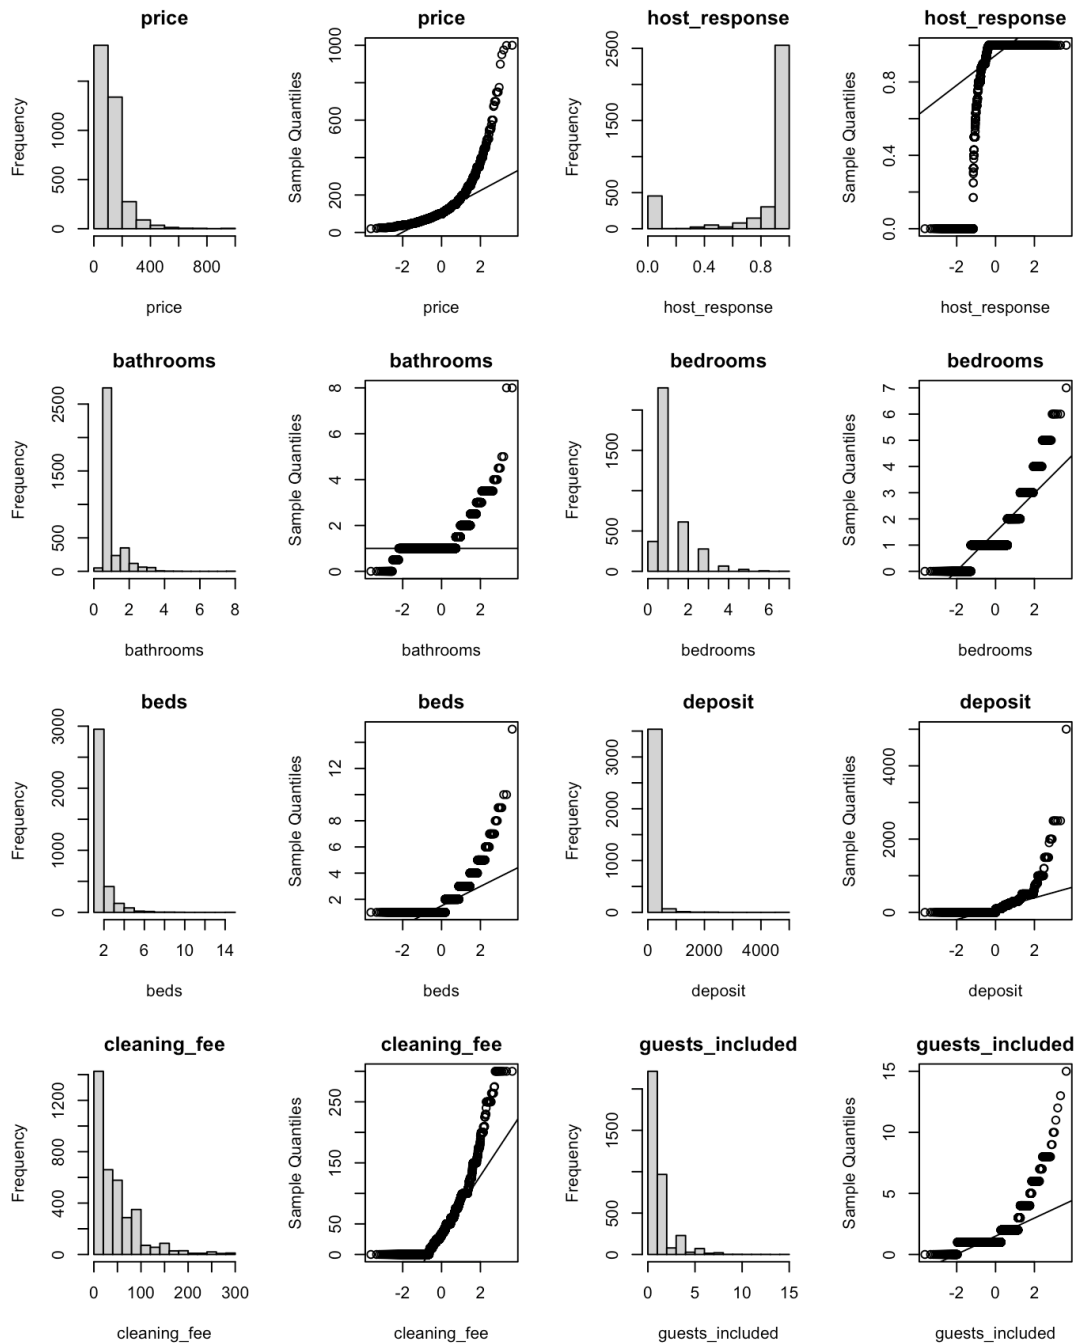 price price host_response host_response
Frequency 0 500 1000
0 400 800
price
Sample Quantiles 0 200 600 1000
-2 0 2
price
Frequency 0 500 1500 2500
0.0 0.4 0.8
host_response
Sample Quantiles 0.0 0.4 0.8
-2 0 2
host_response
bathrooms bathrooms bedrooms bedrooms
Frequency 0 500 1500 2500
0 2 4 6 8
bathrooms
Sample Quantiles 0 2 4 6 8
-2 0 2
bathrooms
Frequency 0 500 1500
0 2 4 6
bedrooms
Sample Quantiles 0 1 2 3 4 5 6 7
-2 0 2
bedrooms
beds beds deposit deposit
Frequency 0 1000 2000 3000
2 6 10 14
beds
Sample Quantiles 2 4 6 8 12
-2 0 2
beds
Frequency 0 1000 2000 3000
0 2000 4000
deposit
Sample Quantiles 0 2000 4000
-2 0 2
deposit
cleaning_fee cleaning_fee guests_included guests_included
Frequency 0 400 800 1200
0 100 200 300
cleaning_fee
Sample Quantiles 0 50 150 250
-2 0 2
cleaning_fee
Frequency 0 500 1500
0 5 10 15
guests_included
Sample Quantiles 0 5 10 15
-2 0 2
guests_included